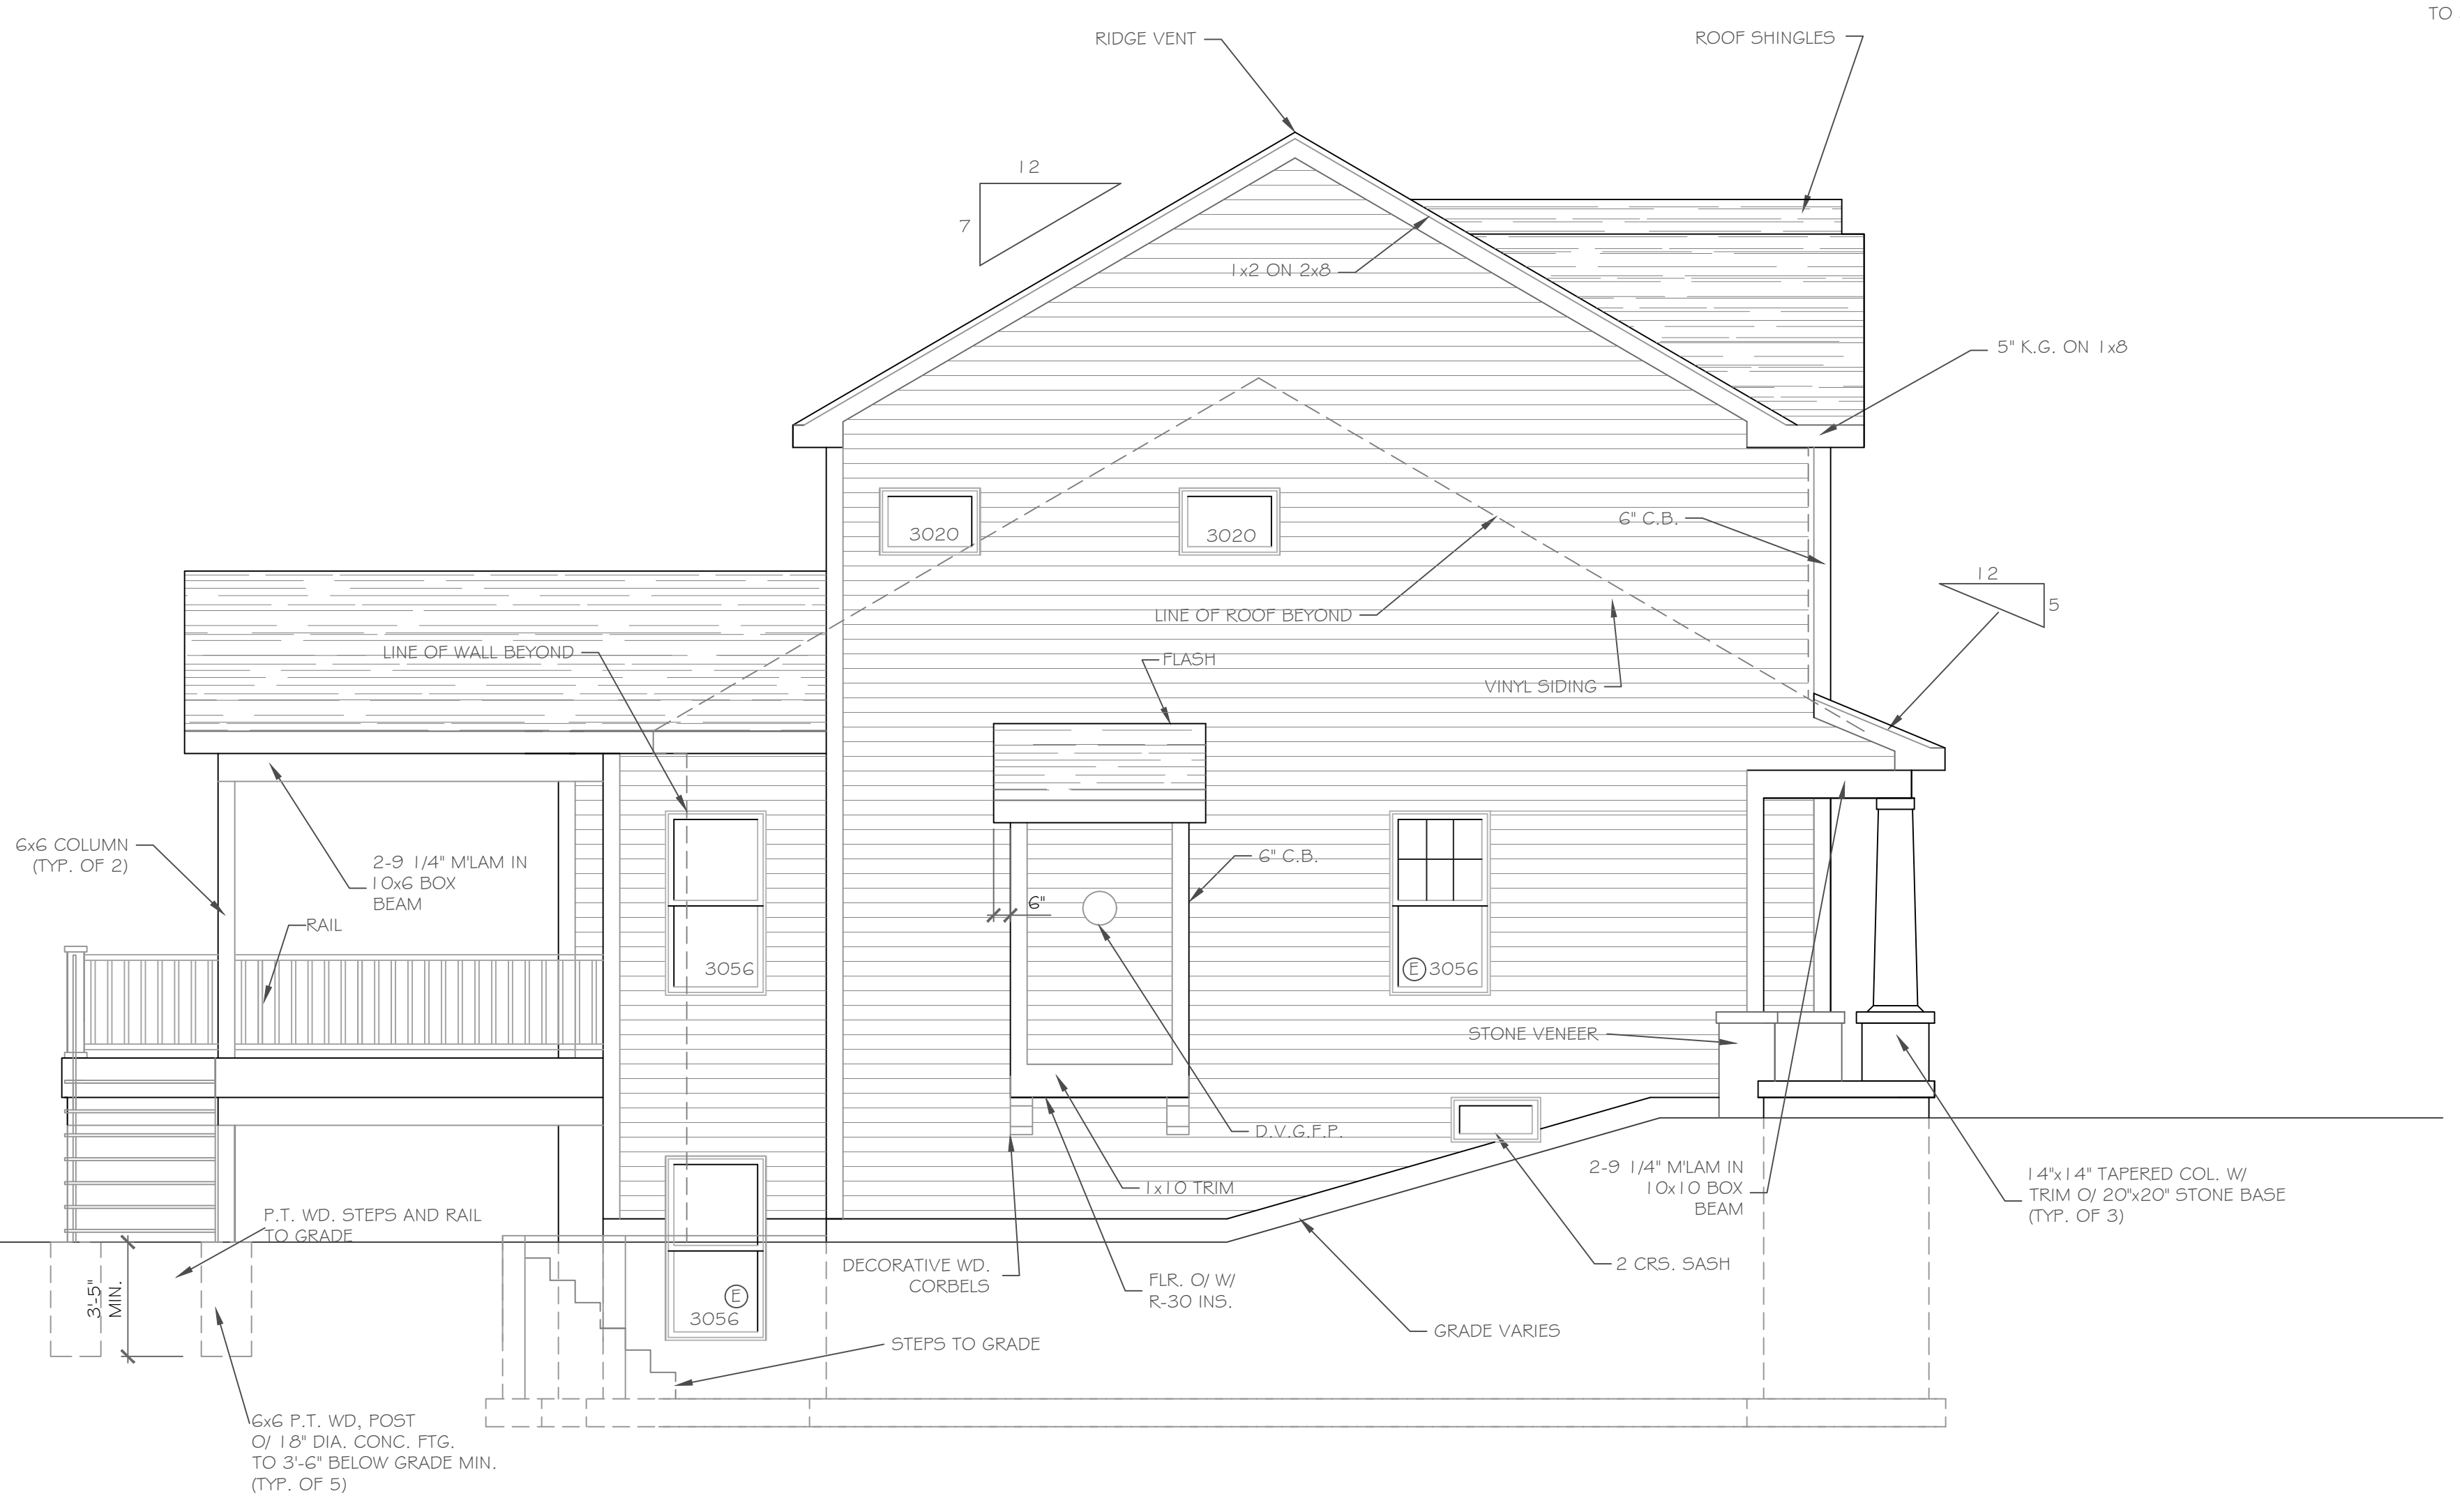 TO
RIDGE VENT
ROOF SHINGLES
12
7
1x2 ON 2x8
5" K.G. ON 1x8
3020
3020
6" C.B.
12
5
LINE OF ROOF BEYOND
LINE OF WALL BEYOND
FLASH
VINYL SIDING
6x6 COLUMN
(TYP. OF 2)
2-9 1/4" M'LAM IN
10x6 BOX
BEAM
RAIL
6" C.B.
6"
3056
E 3056
STONE VENEER
D.V.G.F.P.
1x10 TRIM
2-9 1/4" M'LAM IN
10x10 BOX
BEAM
14"x14" TAPERED COL. W/
TRIM O/ 20"x20" STONE BASE
(TYP. OF 3)
P.T. WD. STEPS AND RAIL
TO GRADE
3'-5"
MIN.
DECORATIVE WD.
CORBELS
FLR. O/ W/
R-30 INS.
2 CRS. SASH
E
3056
GRADE VARIES
STEPS TO GRADE
6x6 P.T. WD, POST
O/ 18" DIA. CONC. FTG.
TO 3'-6" BELOW GRADE MIN.
(TYP. OF 5)